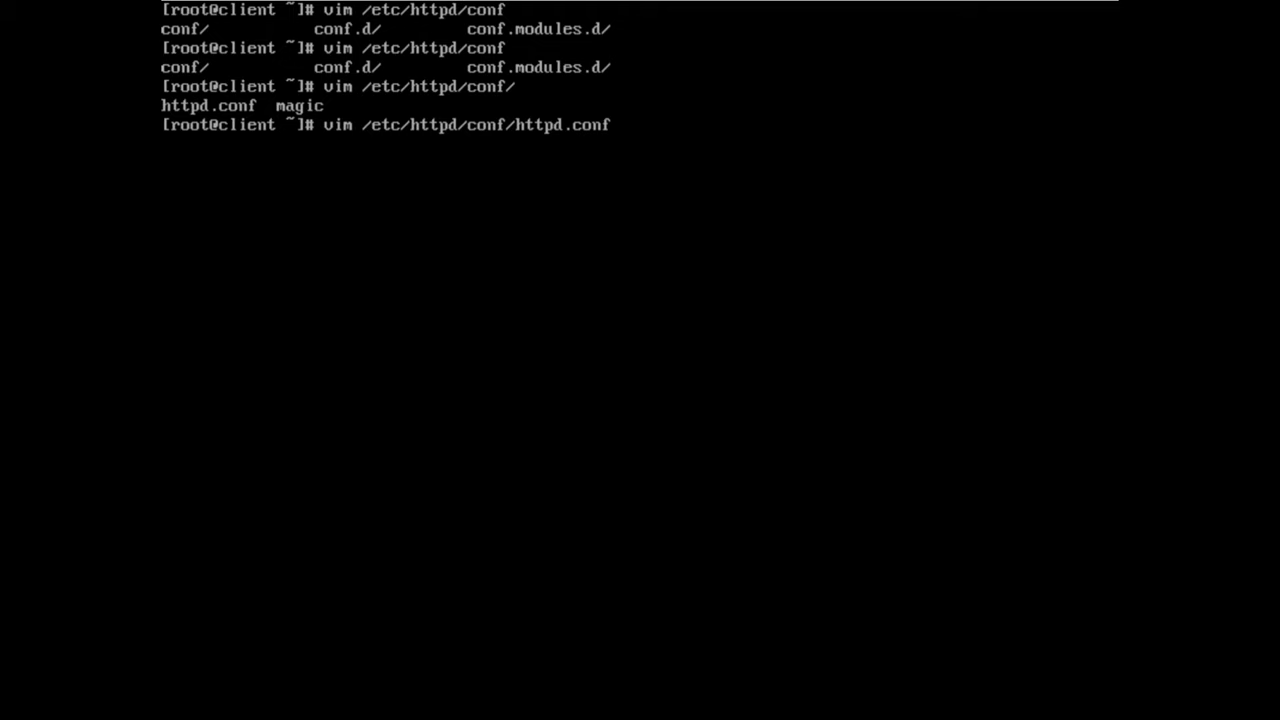 [root@client ~]# vim /etc/httpd/conf
conf/ conf.d/ conf.modules.d/
[root@client ~]# vim /etc/httpd/conf
conf/ conf.d/ conf.modules.d/
[root@client ~]# vim /etc/httpd/conf/
httpd.conf magic
[root@client ~]# vim /etc/httpd/conf/httpd.conf